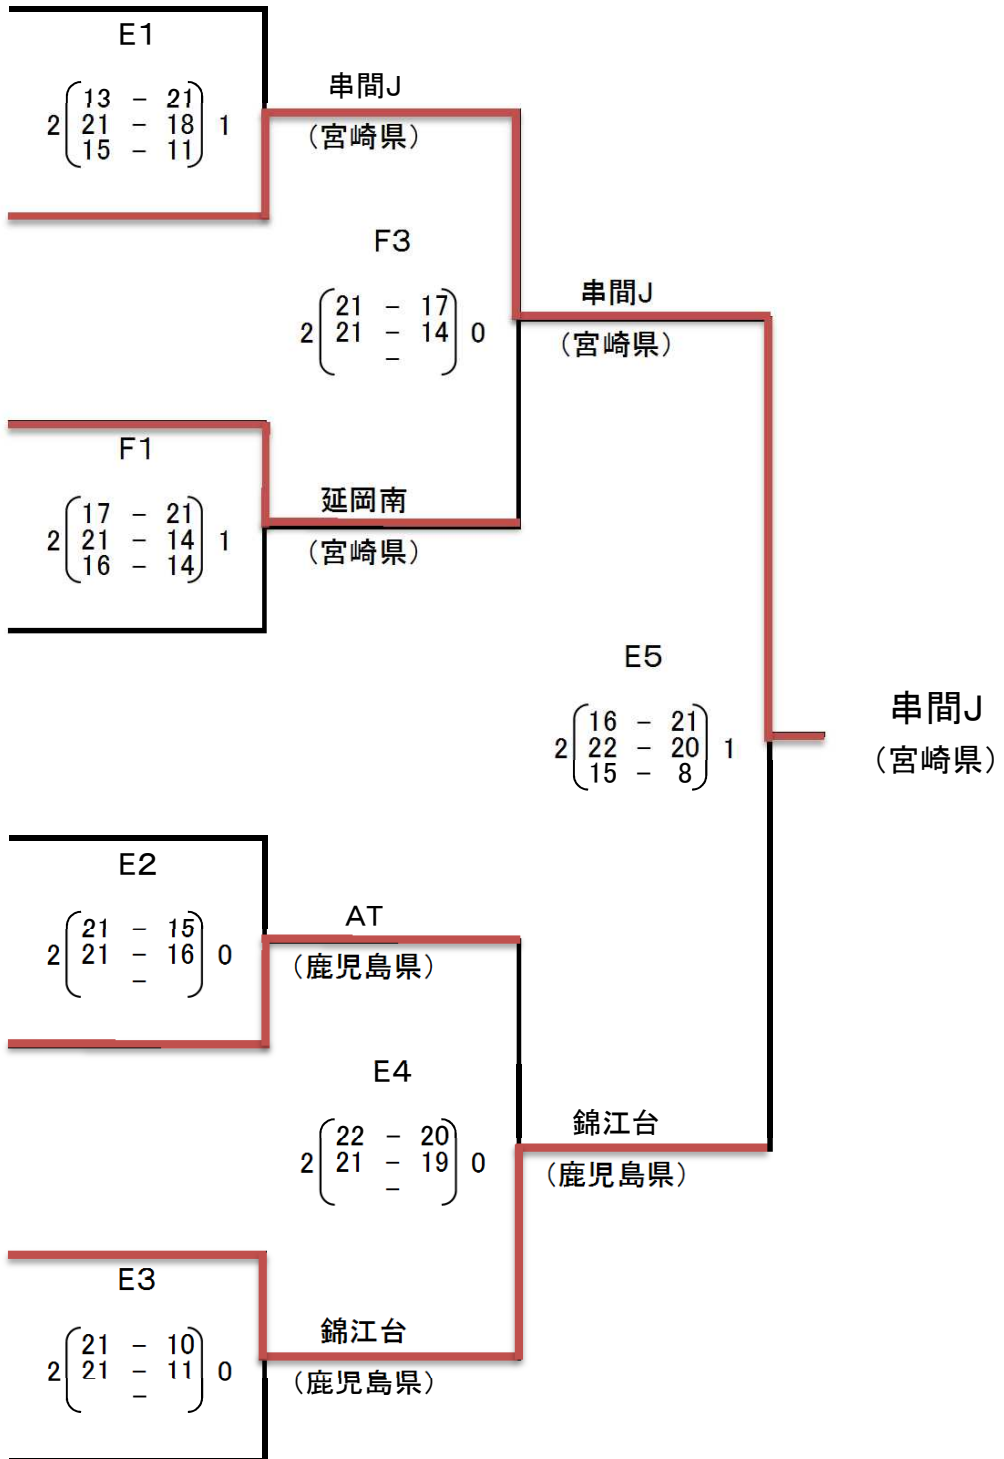 E1
13 - 21
2 21 - 18 1
15 - 11
串間J
(宮崎県)
F3
21 - 17
2 21 - 14 0
-
串間J
(宮崎県)
F1
17 - 21
2 21 - 14 1
16 - 14
延岡南
(宮崎県)
E5
16 - 21
2 22 - 20 1
15 - 8
串間J
(宮崎県)
E2
21 - 15
2 21 - 16 0
-
AT
(鹿児島県)
E4
22 - 20
2 21 - 19 0
-
錦江台
(鹿児島県)
E3
21 - 10
2 21 - 11 0
-
錦江台
(鹿児島県)